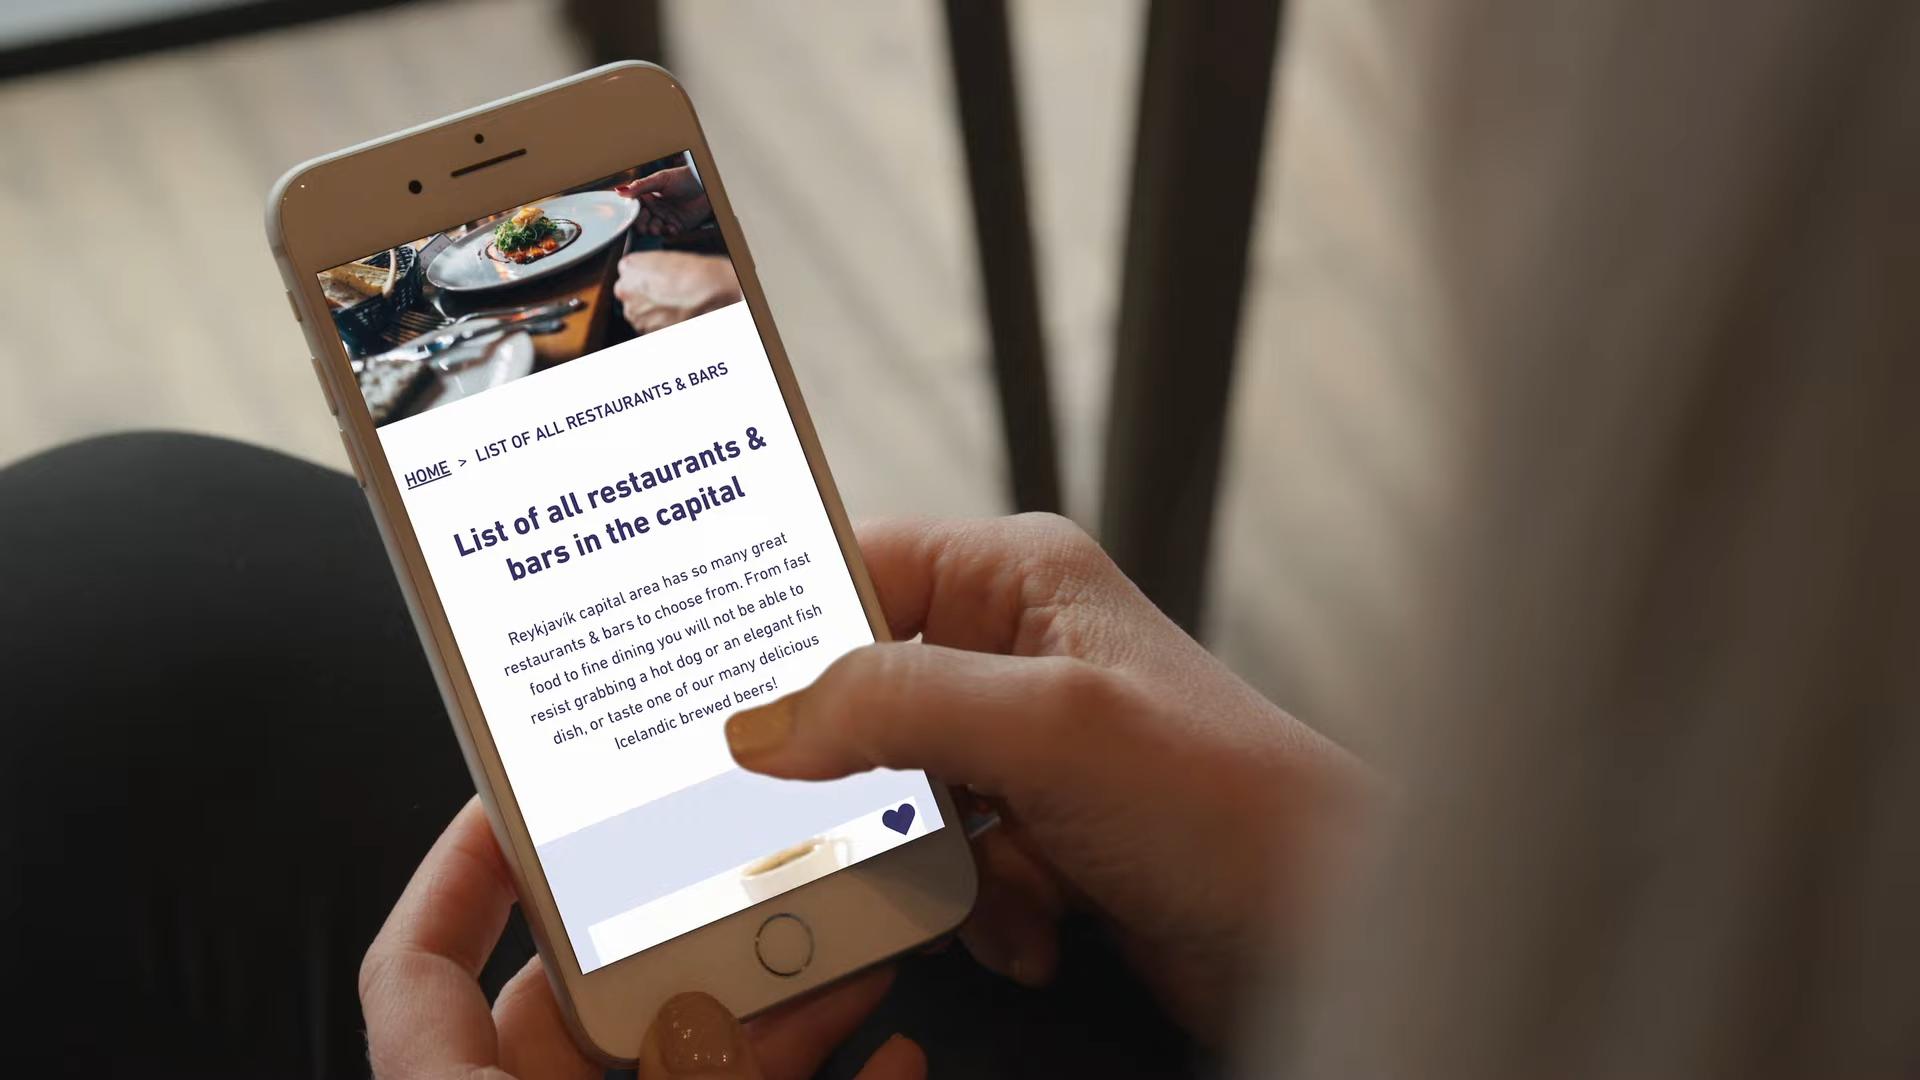 HOME > LIST OF ALL RESTAURANTS & BARS
List of all restaurants &
bars in the capital
Reykjavík capital area has so many great
restaurants & bars to choose from. From fast
food to fine dining you will not be able to
resist grabbing a hot dog or an elegant fish
dish, or taste one of our many delicious
Icelandic brewed beers!